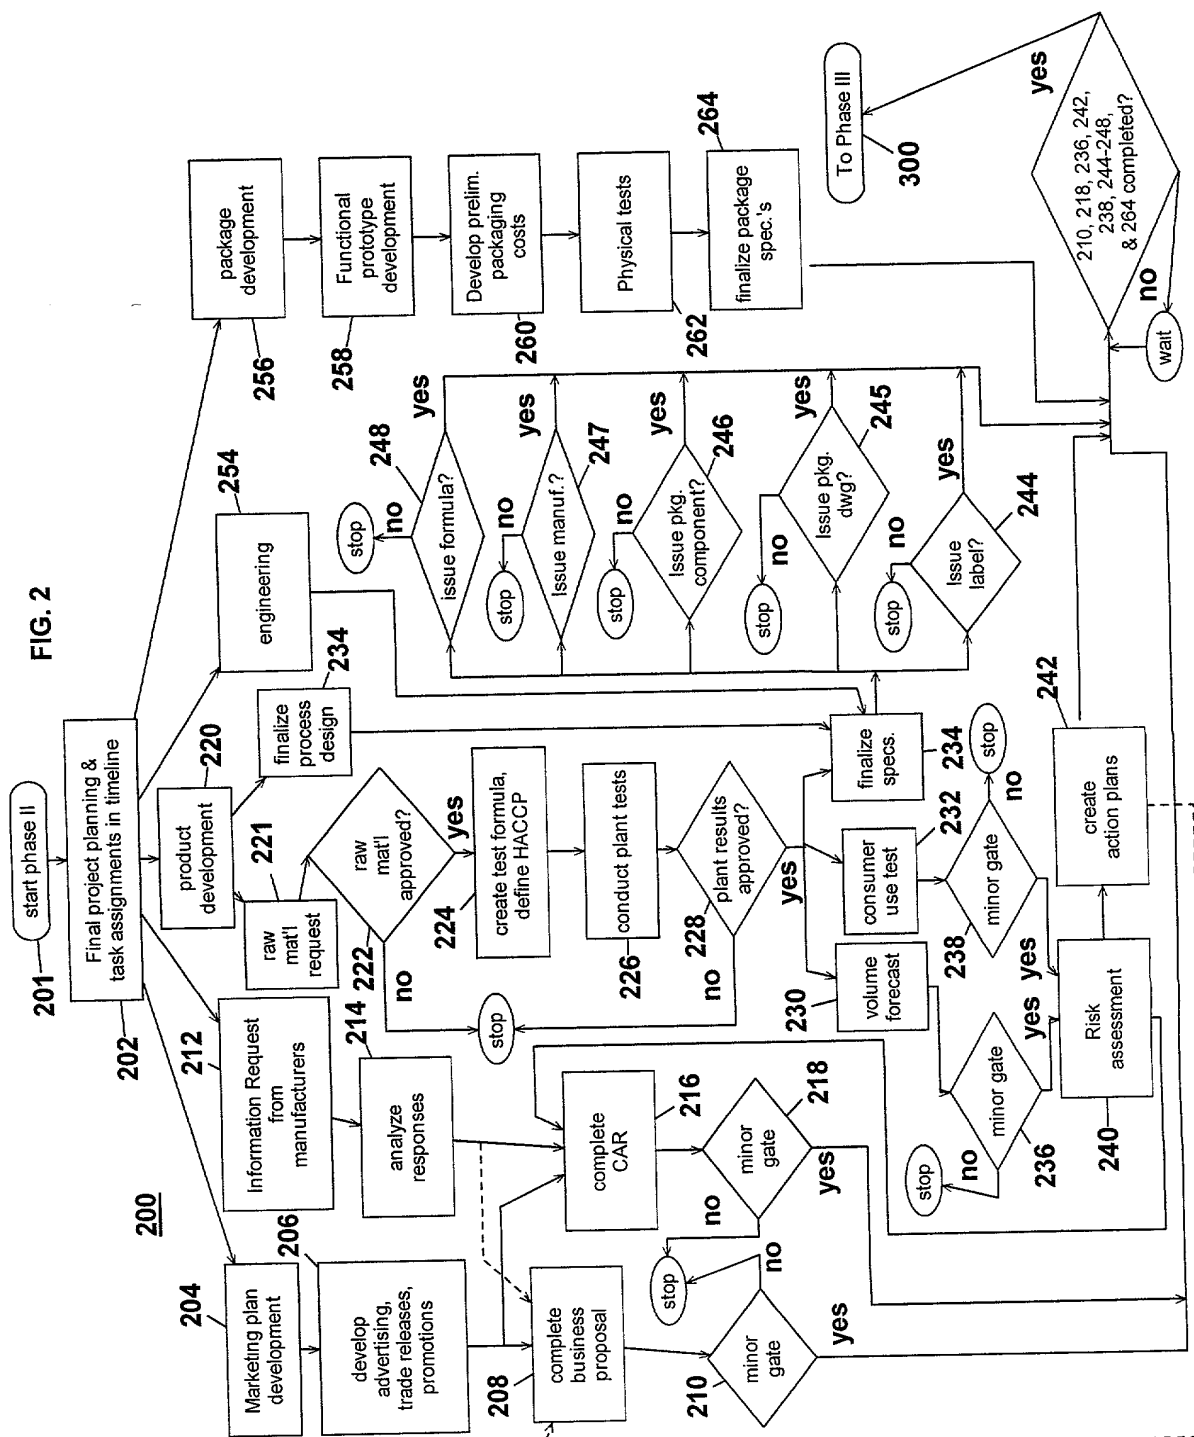 FIG. 2
200
start phase II
201
Final project planning &
task assignments in timeline
202
Marketing plan
development
204
develop
advertising,
trade releases,
promotions
206
complete
business
proposal
208
minor
gate
210
no
stop
yes
Information Request
from
manufacturers
212
analyze
responses
214
complete
CAR
216
minor
gate
218
no
yes
product
development
220
raw
mat'l
request
221
raw
mat'l
approved?
222
no
stop
yes
create test formula,
define HACCP
224
conduct plant tests
226
plant results
approved?
228
no
yes
volume
forecast
230
consumer
use test
232
finalize
process
design
234
finalize
specs.
234
minor gate
236
no
stop
yes
minor gate
238
no
stop
yes
Risk
assessment
240
create
action plans
242
engineering
254
issue formula?
248
no
stop
yes
Issue manuf.?
247
no
stop
yes
Issue pkg.
component?
246
no
stop
yes
Issue pkg.
dwg?
245
no
stop
yes
Issue
label?
244
no
stop
yes
package
development
256
Functional
prototype
development
258
Develop prelim.
packaging
costs
260
Physical tests
262
finalize package
spec.'s
264
210, 218, 236, 242,
238, 244-248,
& 264 completed?
no
wait
yes
To Phase III
300